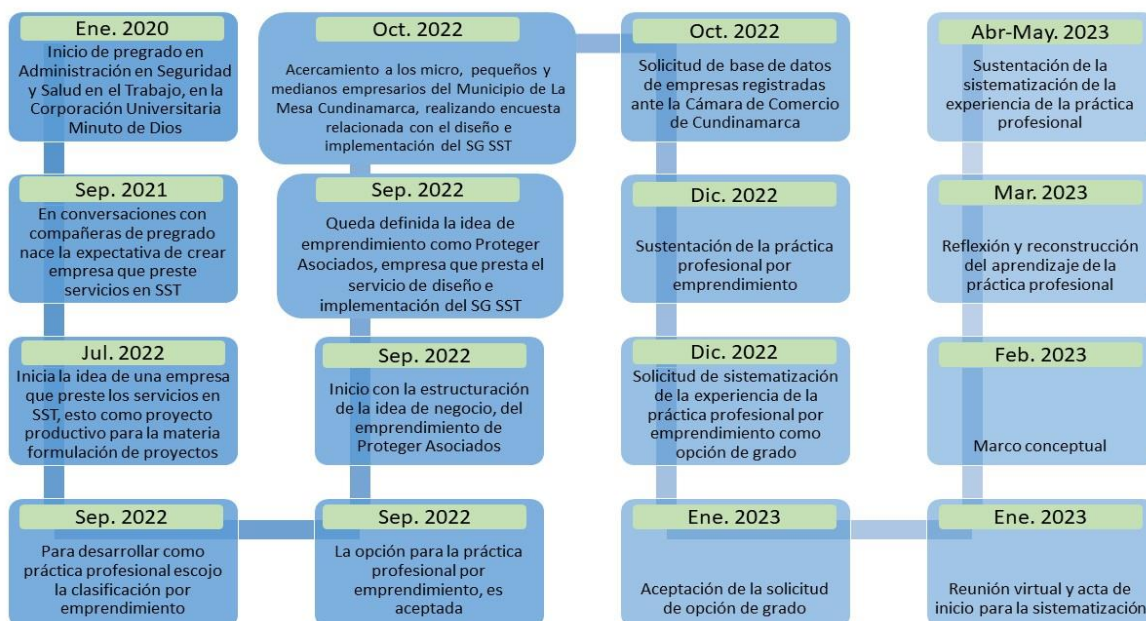 Ene. 2020
Inicio de pregrado en
Administración en Seguridad
y Salud en el Trabajo, en la
Corporación Universitaria
Minuto de Dios
Sep. 2021
En conversaciones con
compañeras de pregrado
nace la expectativa de crear
empresa que preste
servicios en SST
Jul. 2022
Inicia la idea de una empresa
que preste los servicios en
SST, esto como proyecto
productivo para la materia
formulación de proyectos
Sep. 2022
Para desarrollar como
práctica profesional escojo
la clasificación por
emprendimiento
Sep. 2022
La opción para la práctica
profesional por
emprendimiento, es
aceptada
Sep. 2022
Inicio con la estructuración
de la idea de negocio, del
emprendimiento de
Proteger Asociados
Sep. 2022
Queda definida la idea de
emprendimiento como Proteger
Asociados, empresa que presta el
servicio de diseño e
implementación del SG SST
Oct. 2022
Acercamiento a los micro, pequeños y
medianos empresarios del Municipio de La
Mesa Cundinamarca, realizando encuesta
relacionada con el diseño e
implementación del SG SST
Oct. 2022
Solicitud de base de datos
de empresas registradas
ante la Cámara de Comercio
de Cundinamarca
Dic. 2022
Sustentación de la práctica
profesional por
emprendimiento
Dic. 2022
Solicitud de sistematización
de la experiencia de la
práctica profesional por
emprendimiento como
opción de grado
Ene. 2023
Aceptación de la solicitud
de opción de grado
Ene. 2023
Reunión virtual y acta de
inicio para la sistematización
Feb. 2023
Marco conceptual
Mar. 2023
Reflexión y reconstrucción
del aprendizaje de la
práctica profesional
Abr-May. 2023
Sustentación de la
sistematización de la
experiencia de la práctica
profesional